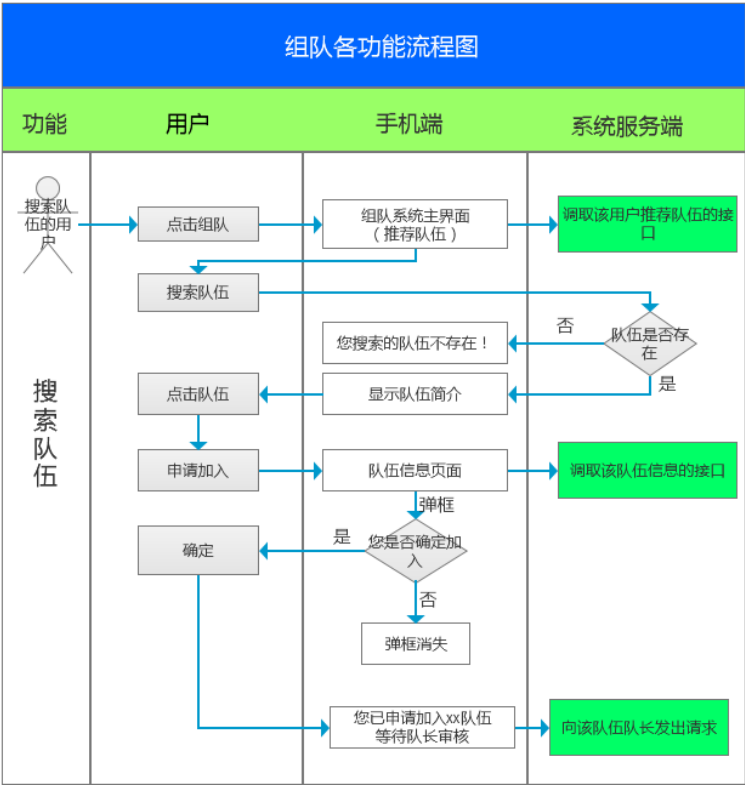 组队各功能流程图
功能
用户
手机端
系统服务端
搜索队
伍的用
户
点击组队
组队系统主界面
（推荐队伍）
调取该用户推荐队伍的接
口
搜索队伍
队伍是否存
在
否
您搜索的队伍不存在！
是
显示队伍简介
点击队伍
搜
索
队
伍
申请加入
队伍信息页面
调取该队伍信息的接口
弹框
您是否确定加
入
是
确定
否
弹框消失
您已申请加入xx队伍
等待队长审核
向该队伍队长发出请求